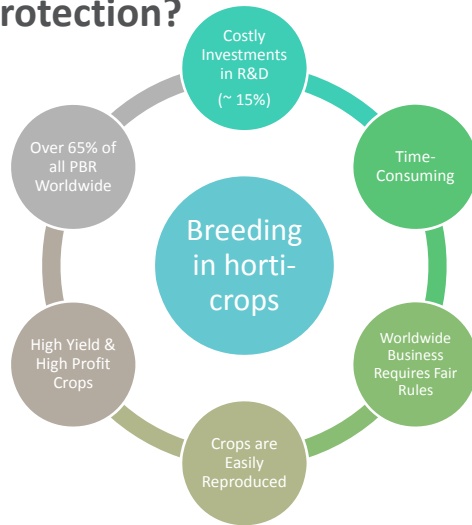 rotection?
Costly
Investments
in R&D
(~ 15%)
Time-
Consuming
Worldwide
Business
Requires Fair
Rules
Crops are
Easily
Reproduced
High Yield &
High Profit
Crops
Over 65% of
all PBR
Worldwide
Breeding
in horti-
crops